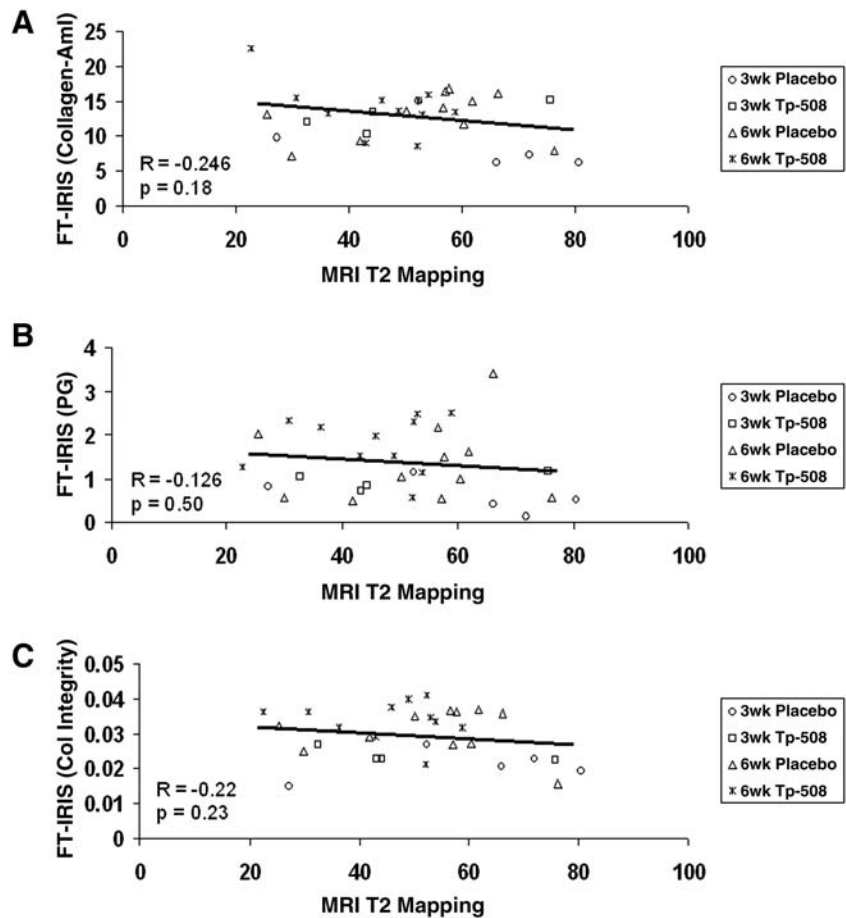 A
FT-IRIS (Collagen-AmI)
25
20
15
10
5
0
R = -0.246
p = 0.18
0 20 40 60 80 100
MRI T2 Mapping
3wk Placebo
3wk Tp-508
6wk Placebo
6wk Tp-508
B
FT-IRIS (PG)
4
3
2
1
0
R = -0.126
p = 0.50
0 20 40 60 80 100
MRI T2 Mapping
3wk Placebo
3wk Tp-508
6wk Placebo
6wk Tp-508
C
FT-IRIS (Col Integrity)
0.05
0.04
0.03
0.02
0.01
0
R = -0.22
p = 0.23
0 20 40 60 80 100
MRI T2 Mapping
3wk Placebo
3wk Tp-508
6wk Placebo
6wk Tp-508